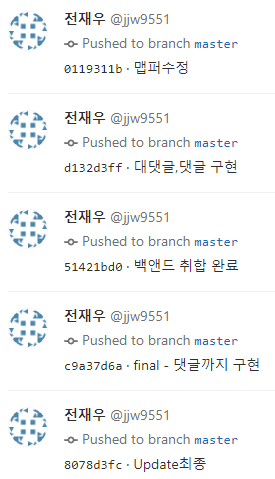 전재우 @jjw9551
Pushed to branch master
0119311b · 맵퍼수정
전재우 @jjw9551
Pushed to branch master
d132d3ff · 대댓글,댓글 구현
전재우 @jjw9551
Pushed to branch master
51421bd0 · 백앤드 취합 완료
전재우 @jjw9551
Pushed to branch master
c9a37d6a · final - 댓글까지 구현
전재우 @jjw9551
Pushed to branch master
8078d3fc · Update최종